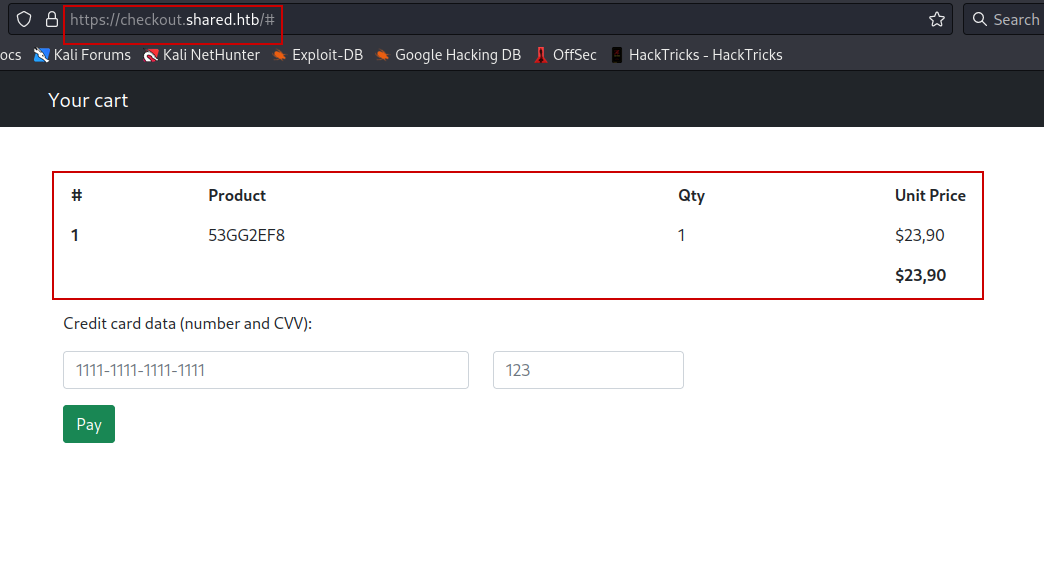 https://checkout.shared.htb/#
Search
ocs Kali Forums Kali NetHunter Exploit-DB Google Hacking DB OffSec HackTricks - HackTricks
Your cart
# Product Qty Unit Price
1 53GG2EF8 1 $23,90
$23,90
Credit card data (number and CVV):
1111-1111-1111-1111 123
Pay